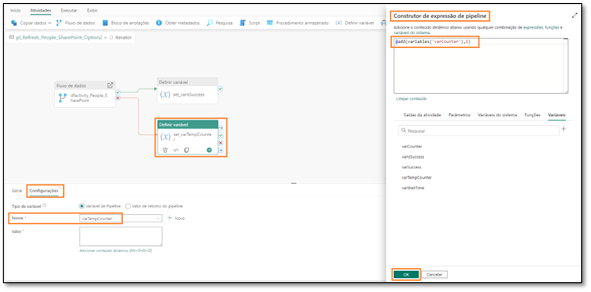 Início Atividades Executar Exibir
Copiar dados Fluxo de dados Bloco de anotações Obter metadados Pesquisa Script Procedimento armazenado Definir variável
pl_Refresh_People_SharePoint_Option2 > Iterator
Fluxo de dados
dfactivity_People_SharePoint
Definir variável
(x) set_varIsSuccess
Definir variável
(x) set_varTempCounter
Geral Configurações
Tipo de variável Variável de Pipeline Valor de retorno do pipeline
Nome * varTempCounter + Novo
Valor *
Adicionar conteúdo dinâmico [Alt+Shift+D]
Construtor de expressão de pipeline
Adicione o conteúdo dinâmico abaixo usando qualquer combinação de expressões, funções e
variáveis do sistema.
@add(variables('varCounter'),1)
Limpar conteúdo
Saídas da atividade Parâmetros Variáveis do sistema Funções Variáveis
Pesquisar
varCounter
varIsSuccess
varSuccess
varTempCounter
varWaitTime
OK Cancelar